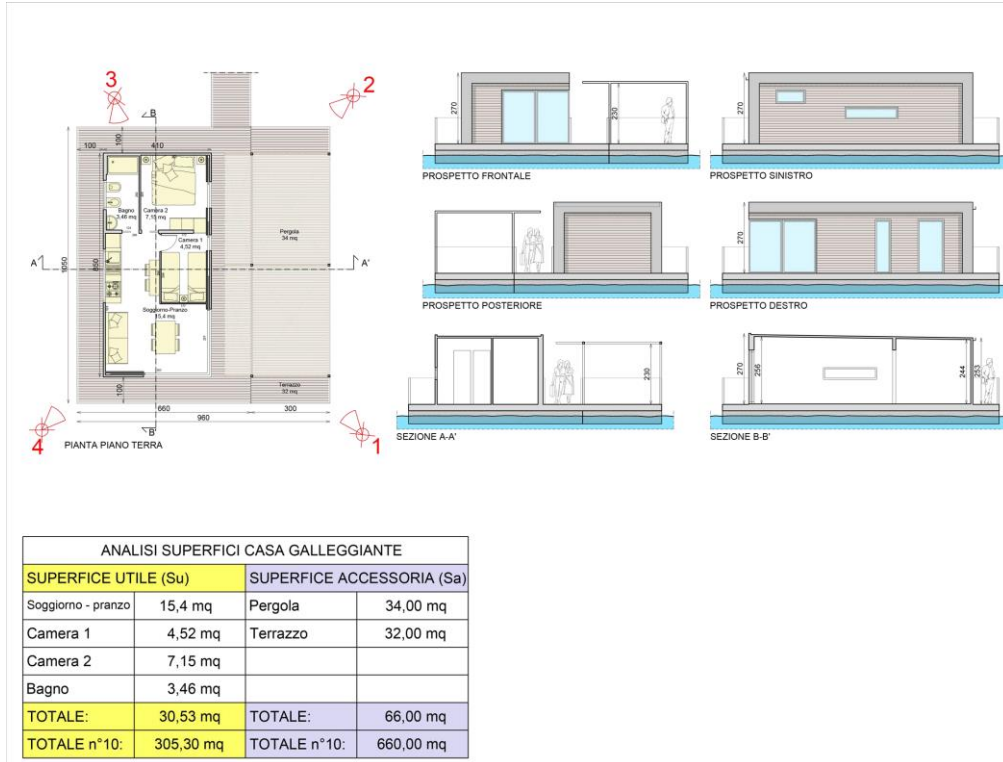 3
2
B
100
100
410
Bagno
3,46 mq
Camera 2
7,15 mq
Camera 1
4,52 mq
Pergola
34 mq
A
A'
1050
850
Soggiorno-Pranzo
15,4 mq
Terrazzo
32 mq
100
660
300
960
B'
4
1
PIANTA PIANO TERRA
270
230
PROSPETTO FRONTALE
270
PROSPETTO SINISTRO
PROSPETTO POSTERIORE
270
PROSPETTO DESTRO
230
SEZIONE A-A'
270
256
244
253
SEZIONE B-B'
ANALISI SUPERFICI CASA GALLEGGIANTE
SUPERFICE UTILE (Su) SUPERFICE ACCESSORIA (Sa)
Soggiorno - pranzo 15,4 mq Pergola 34,00 mq
Camera 1 4,52 mq Terrazzo 32,00 mq
Camera 2 7,15 mq
Bagno 3,46 mq
TOTALE: 30,53 mq TOTALE: 66,00 mq
TOTALE n°10: 305,30 mq TOTALE n°10: 660,00 mq